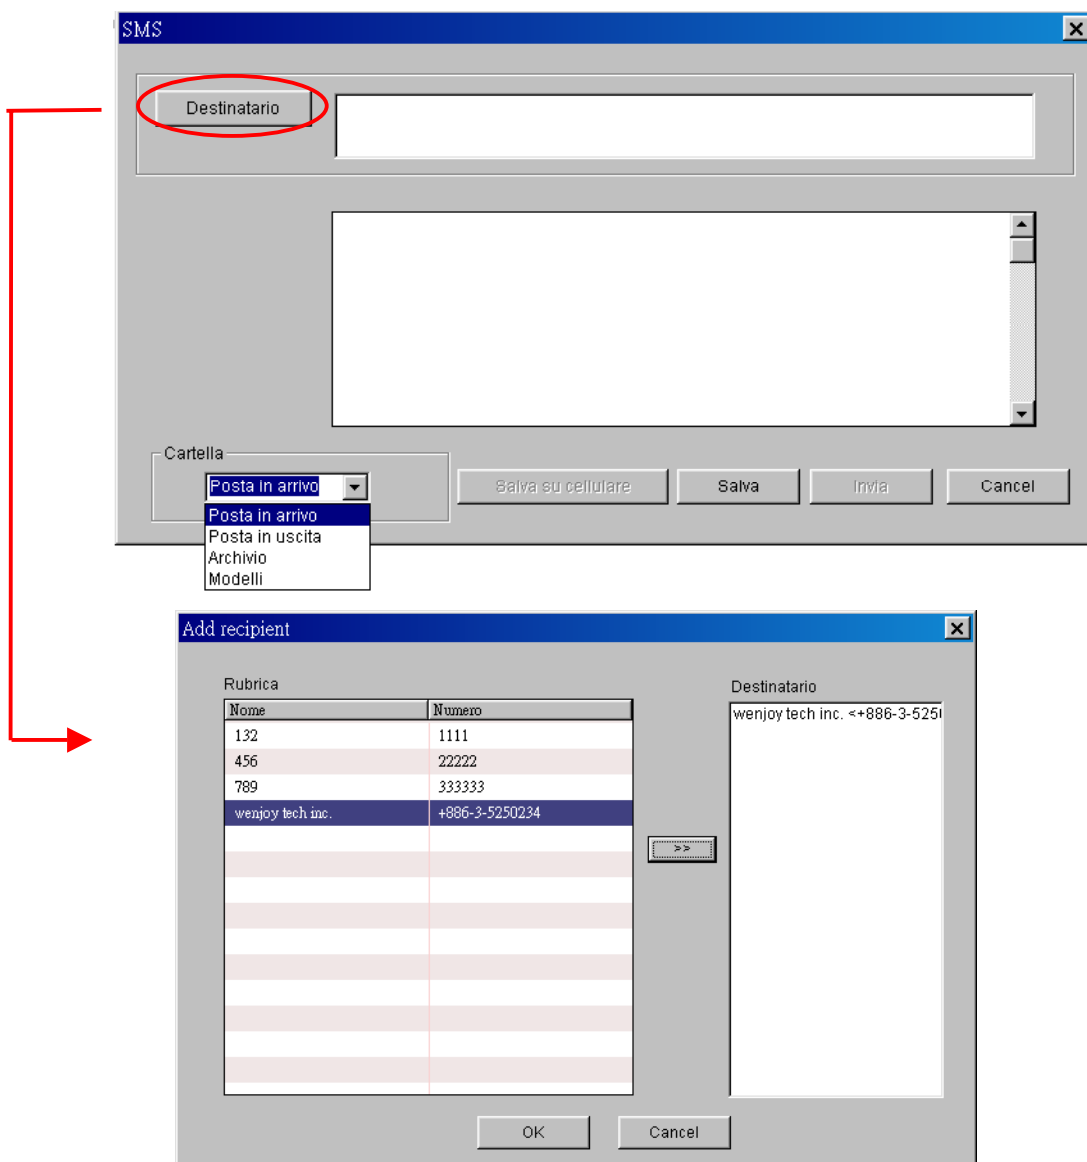 SMS
Destinatario
Cartella
Posta in arrivo
Salva su cellulare
Salva
Invia
Cancel
Posta in arrivo
Posta in uscita
Archivio
Modelli
Add recipient
Rubrica
Destinatario
Nome Numero
wenjoy tech inc. <+886-3-525
132 1111
456 22222
789 333333
wenjoy tech inc. +886-3-5250234
>>
OK Cancel